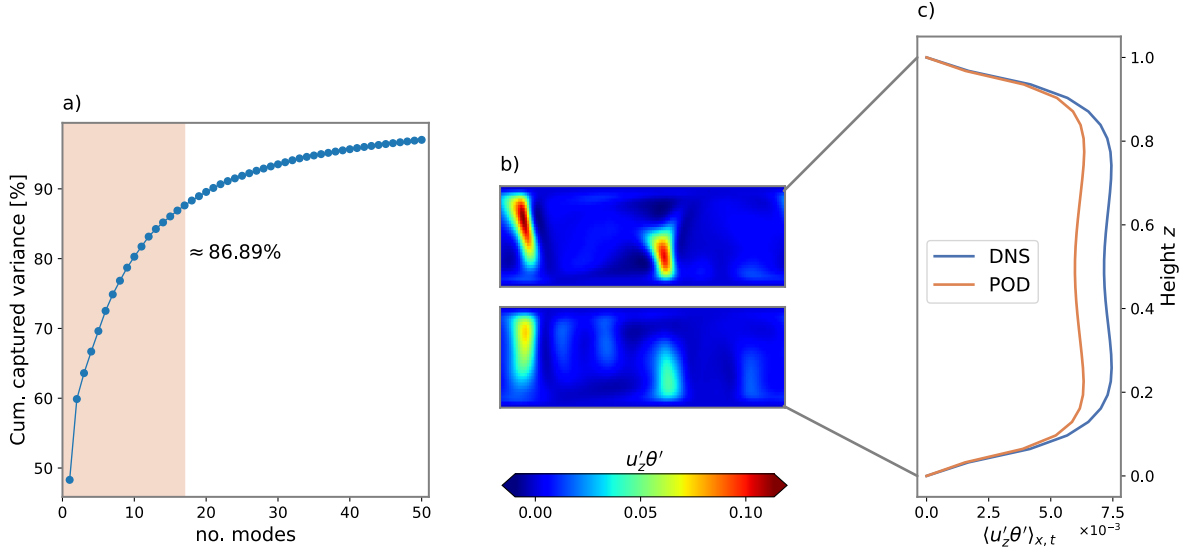 a)
Cum. captured variance [%]
90
80
70
60
50
≈ 86.89%
0
10
20
30
40
50
no. modes
b)
u′_zθ′
0.00
0.05
0.10
c)
DNS
POD
1.0
0.8
0.6
0.4
0.2
0.0
Height z
0.0
2.5
5.0
7.5
×10⁻³
⟨u′_zθ′⟩_{x, t}